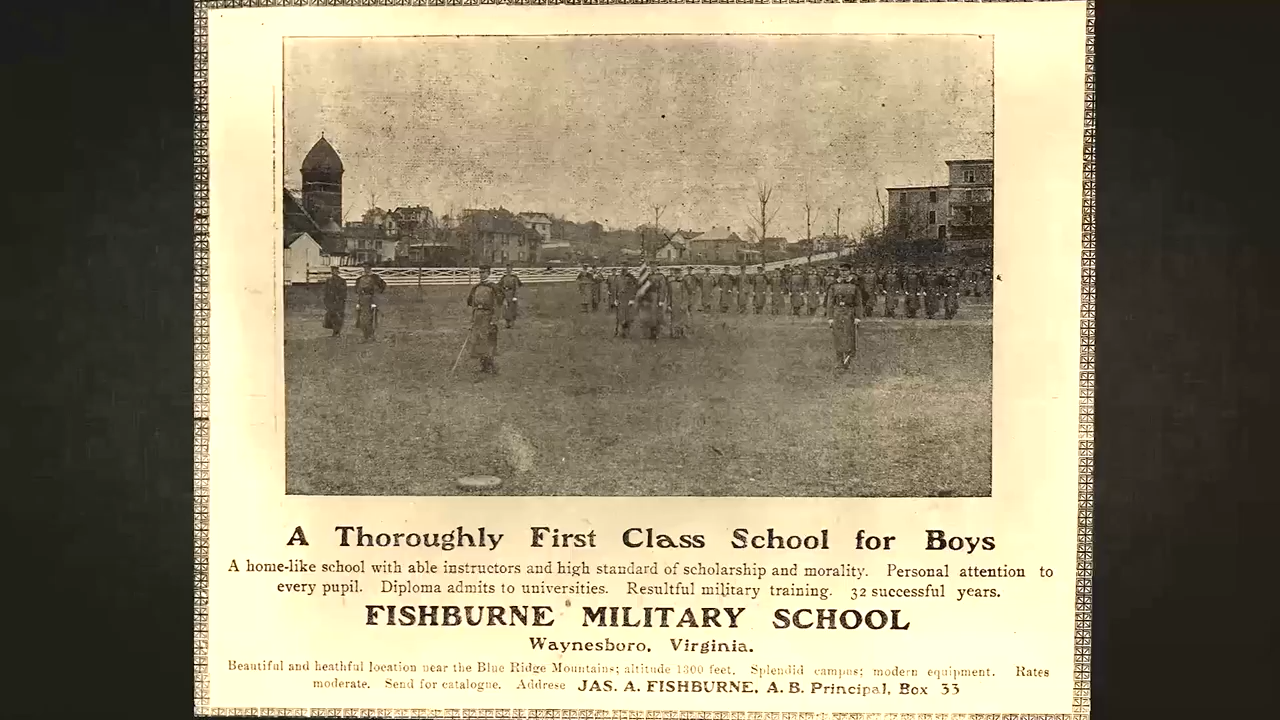 A Thoroughly First Class School for Boys
A home-like school with able instructors and high standard of scholarship and morality. Personal attention to
every pupil. Diploma admits to universities. Resultful military training. 32 successful years.
FISHBURNE MILITARY SCHOOL
Waynesboro, Virginia.
Beautiful and heathful location near the Blue Ridge Mountains; altitude 1300 feet. Splendid campus; modern equipment. Rates
moderate. Send for catalogue. Addrese JAS. A. FISHBURNE, A. B. Principal, Box 33